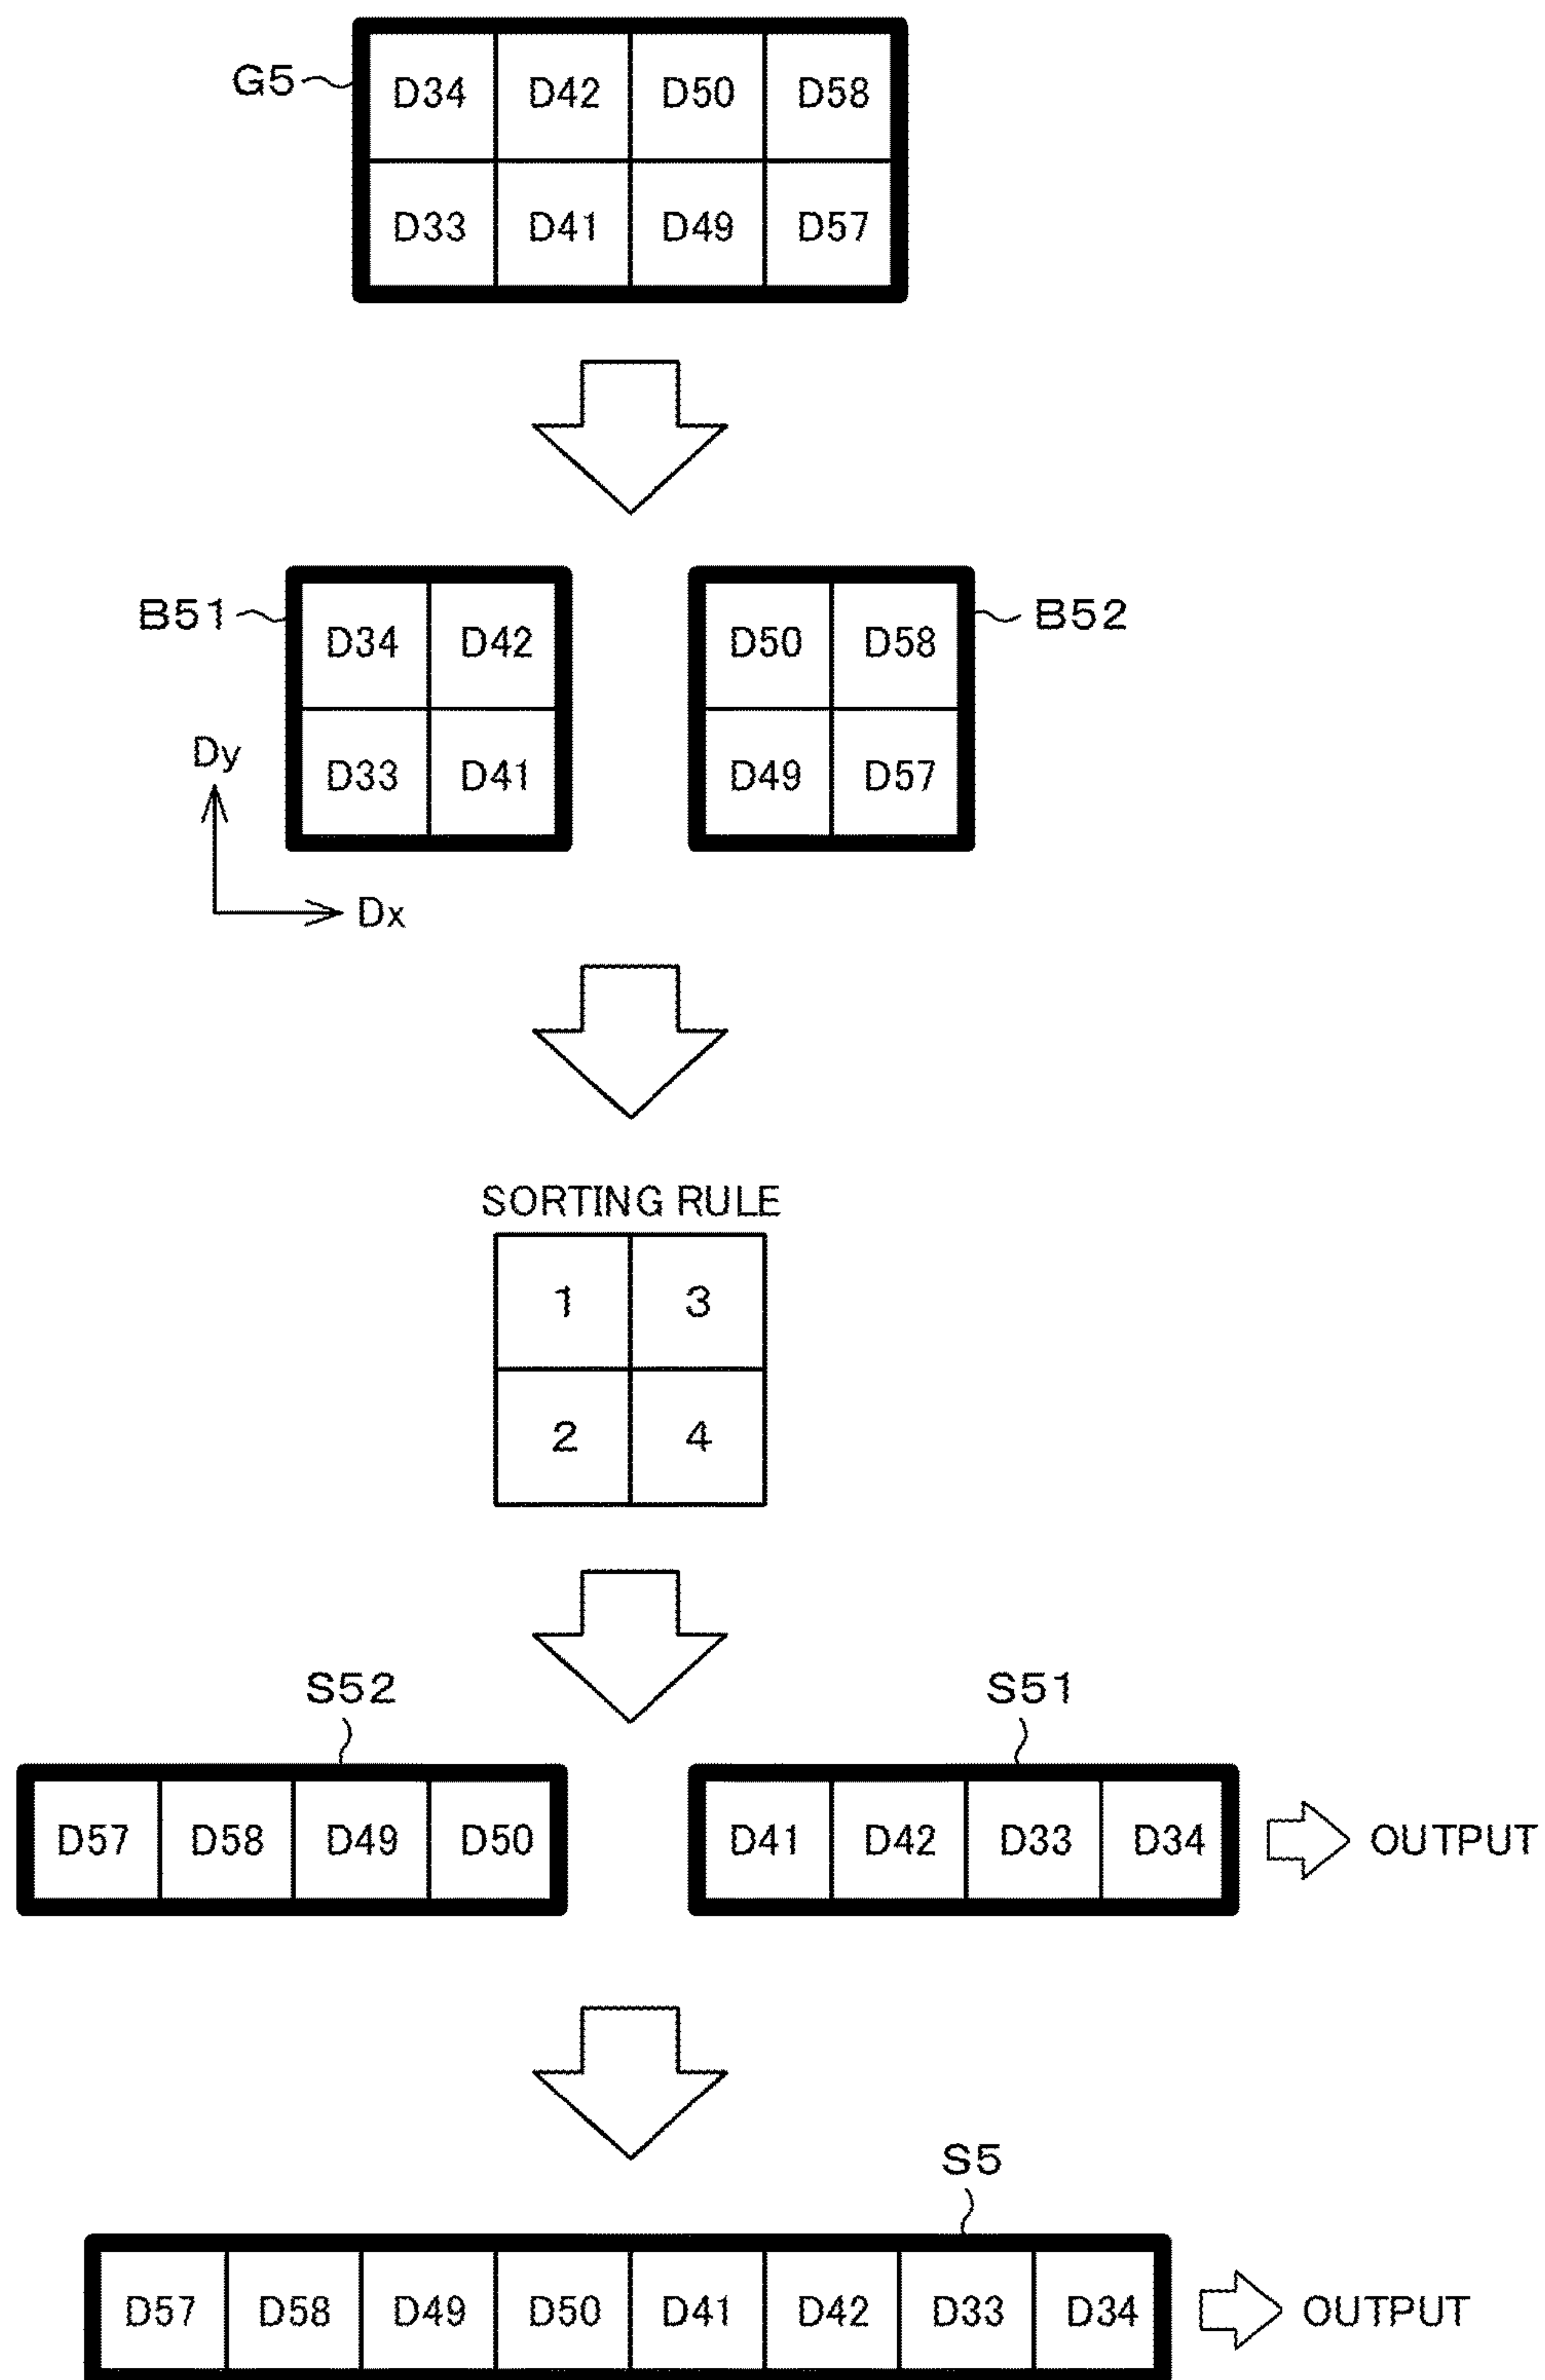 G5
D34 D42 D50 D58
D33 D41 D49 D57
B51
D34 D42
D33 D41
B52
D50 D58
D49 D57
Dy
Dx
SORTING RULE
1 3
2 4
S52
D57 D58 D49 D50
S51
D41 D42 D33 D34
OUTPUT
S5
D57 D58 D49 D50 D41 D42 D33 D34
OUTPUT